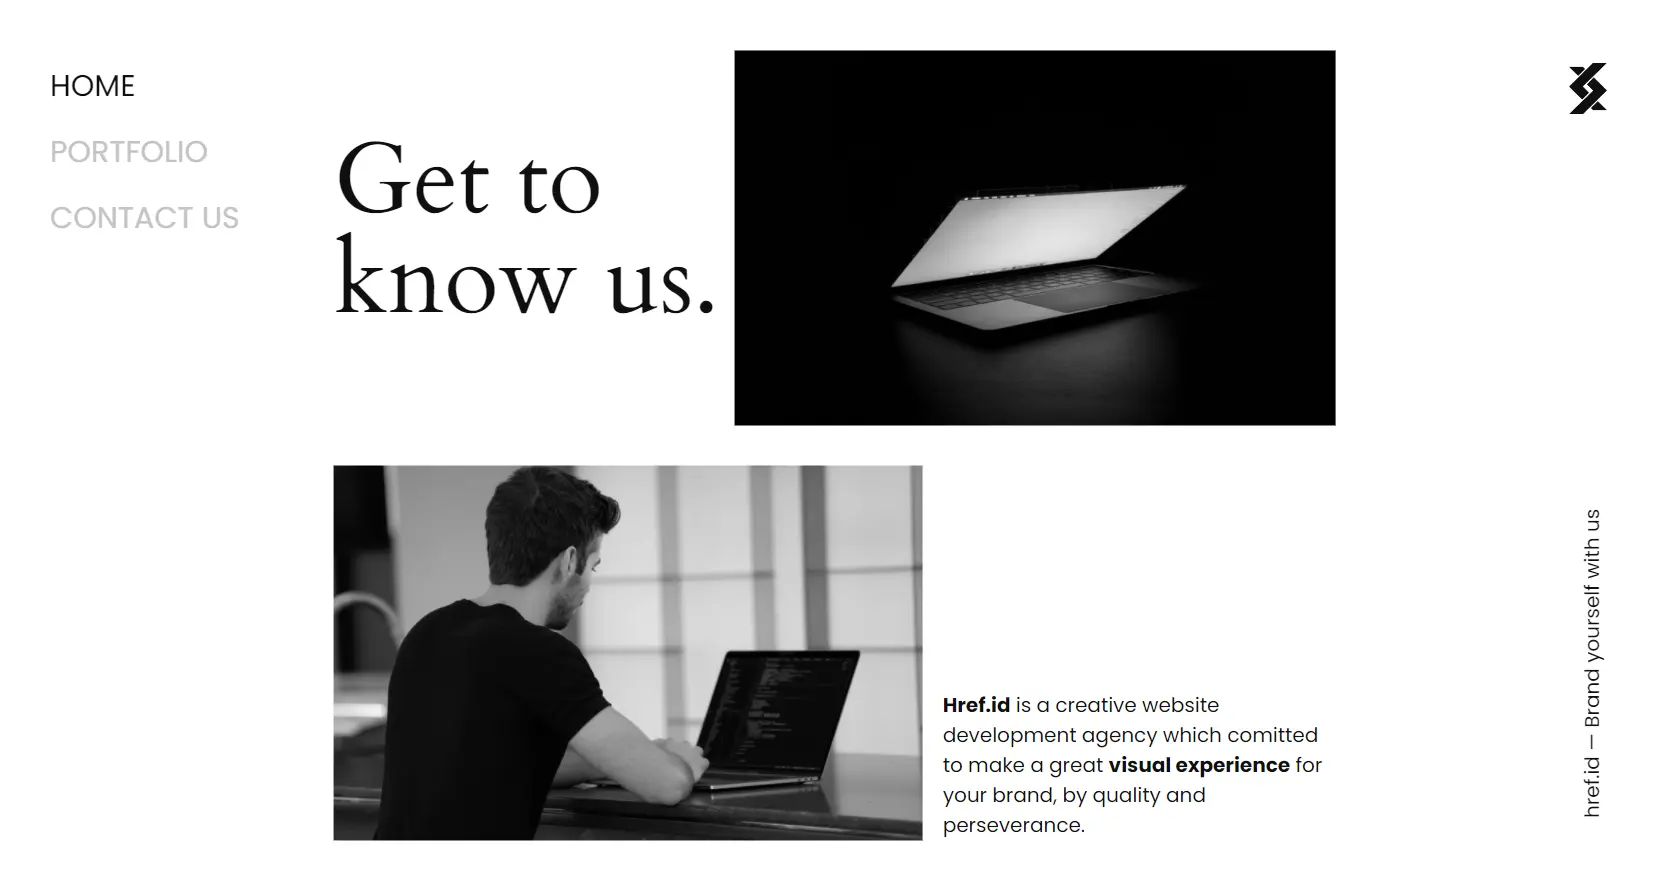 HOME
PORTFOLIO
CONTACT US
Get to
know us.
Href.id is a creative website
development agency which comitted
to make a great visual experience for
your brand, by quality and
perseverance.
href.id — Brand yourself with us